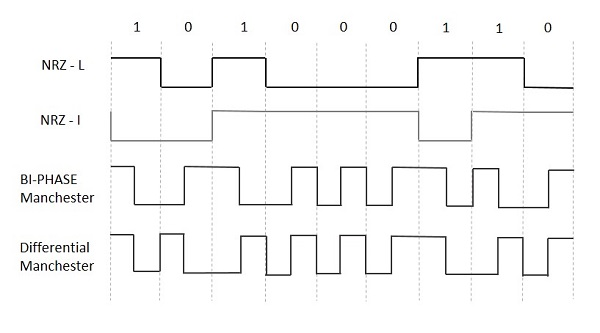 1 0 1 0 0 0 1 1 0
NRZ - L
NRZ - I
BI-PHASE
Manchester
Differential
Manchester